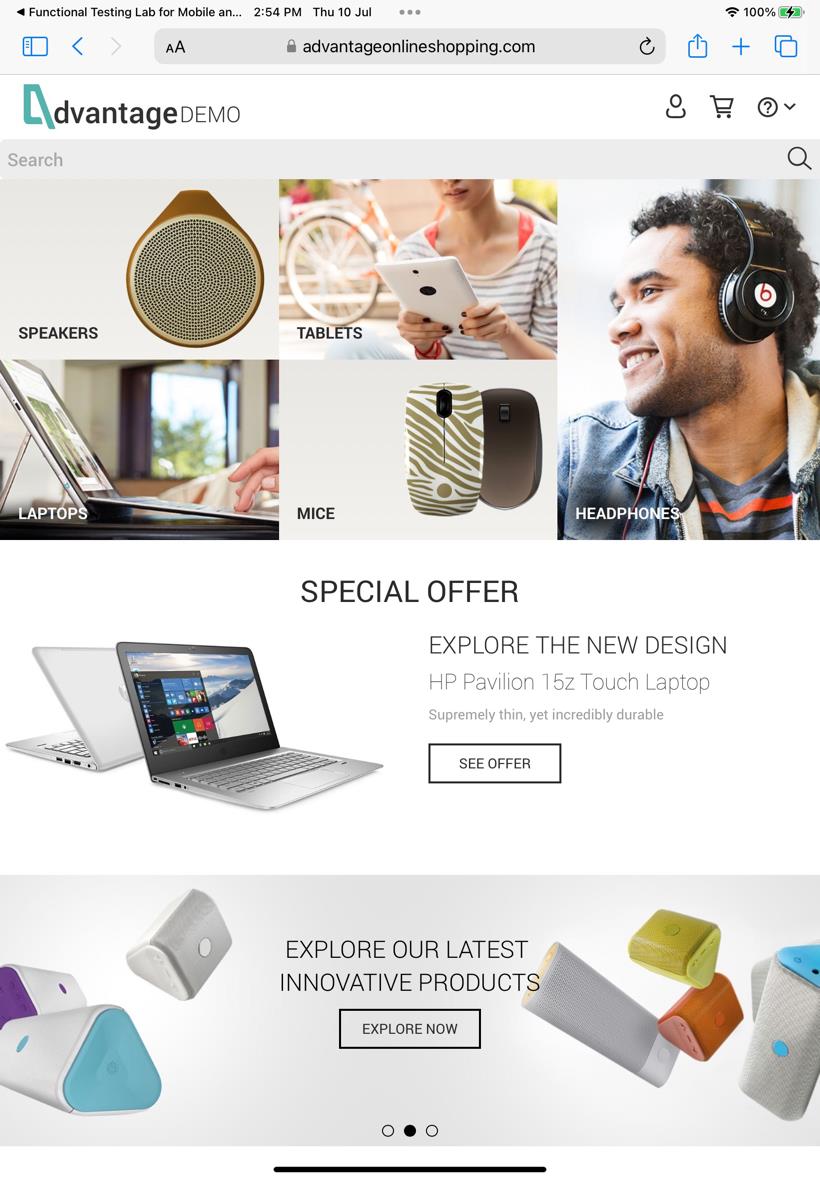 Functional Testing Lab for Mobile an... 2:54 PM Thu 10 Jul 100%
AA advantageonlineshopping.com
dvantage DEMO
Search
SPEAKERS
TABLETS
LAPTOPS
MICE
HEADPHONES
SPECIAL OFFER
EXPLORE THE NEW DESIGN
HP Pavilion 15z Touch Laptop
Supremely thin, yet incredibly durable
SEE OFFER
EXPLORE OUR LATEST
INNOVATIVE PRODUCTS
EXPLORE NOW